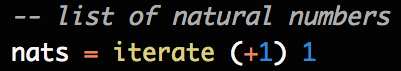 -- list of natural numbers
nats = iterate (+1) 1